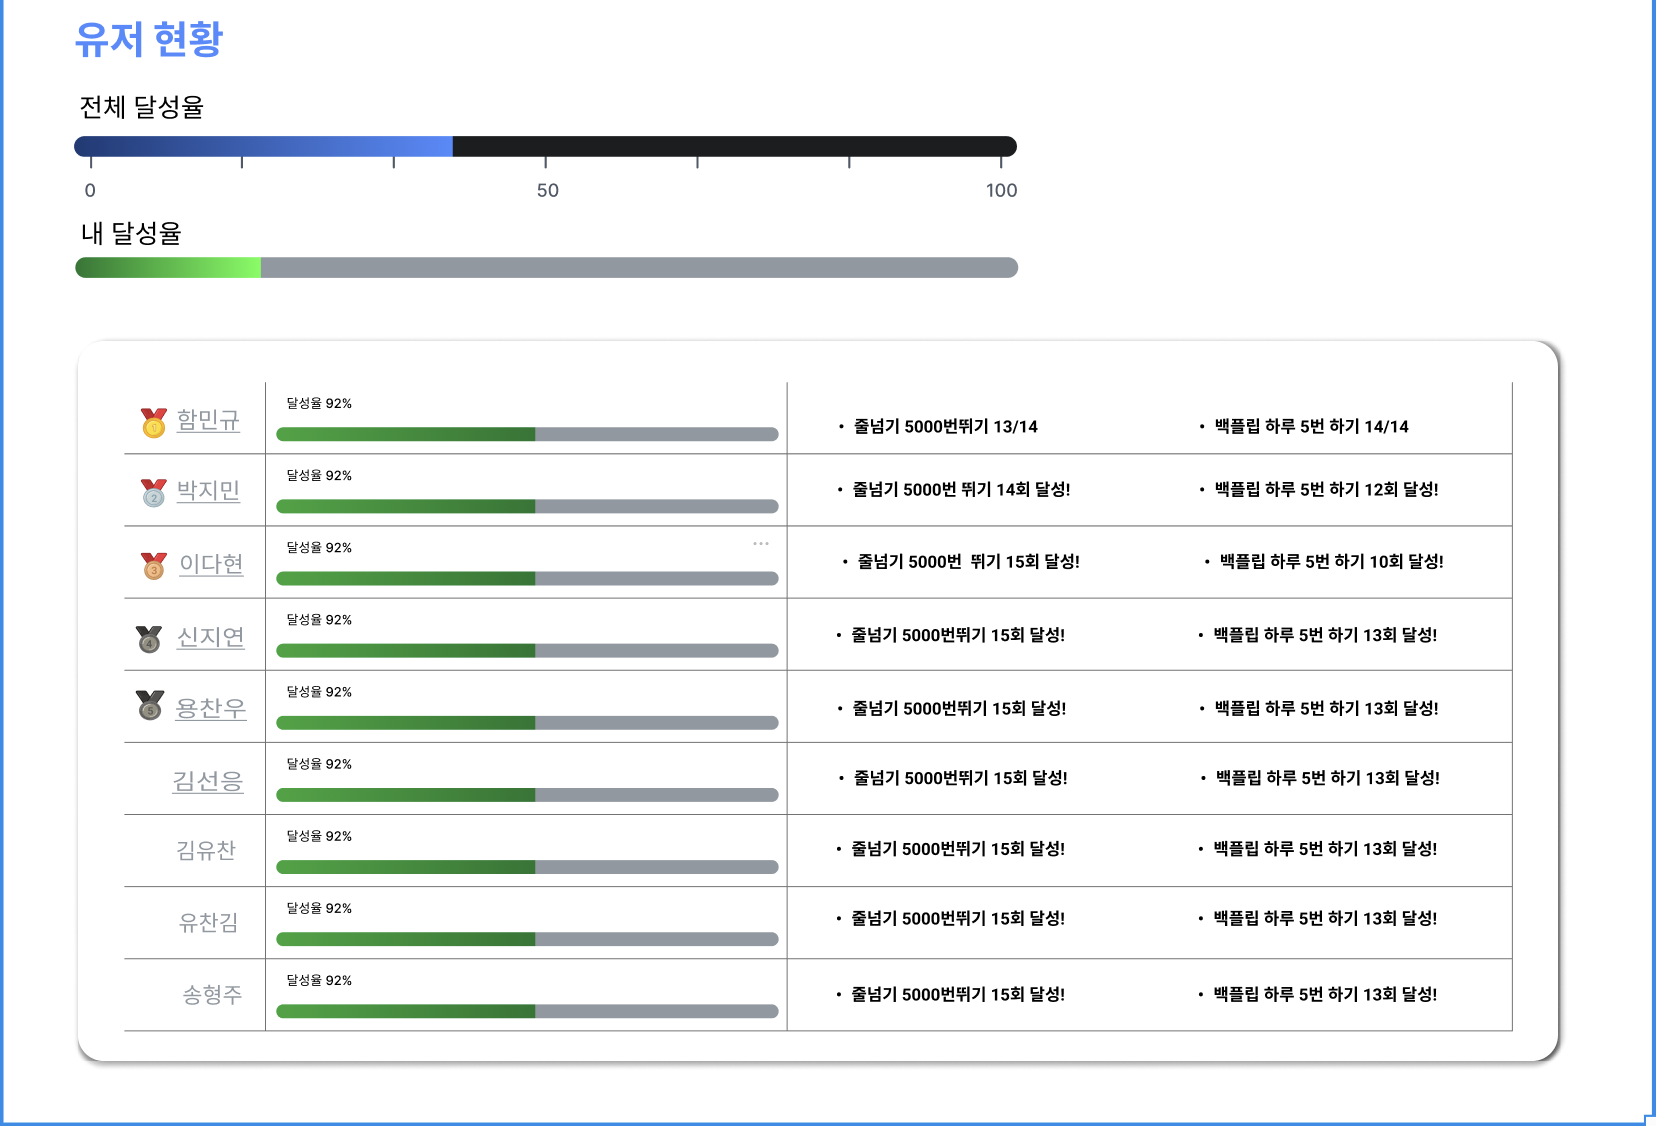 유저 현황
전체 달성율
0 50 100
내 달성율
달성율 92%
1 함민규
• 줄넘기 5000번뛰기 13/14 • 백플립 하루 5번 하기 14/14
달성율 92%
2 박지민
• 줄넘기 5000번 뛰기 14회 달성! • 백플립 하루 5번 하기 12회 달성!
달성율 92%
3 이다현
• 줄넘기 5000번 뛰기 15회 달성! • 백플립 하루 5번 하기 10회 달성!
달성율 92%
4 신지연
• 줄넘기 5000번뛰기 15회 달성! • 백플립 하루 5번 하기 13회 달성!
달성율 92%
5 용찬우
• 줄넘기 5000번뛰기 15회 달성! • 백플립 하루 5번 하기 13회 달성!
달성율 92%
김선응
• 줄넘기 5000번뛰기 15회 달성! • 백플립 하루 5번 하기 13회 달성!
달성율 92%
김유찬
• 줄넘기 5000번뛰기 15회 달성! • 백플립 하루 5번 하기 13회 달성!
달성율 92%
유찬김
• 줄넘기 5000번뛰기 15회 달성! • 백플립 하루 5번 하기 13회 달성!
달성율 92%
송형주
• 줄넘기 5000번뛰기 15회 달성! • 백플립 하루 5번 하기 13회 달성!